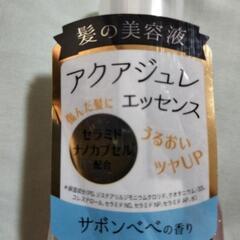 髪の美容液
アクアジュレ
エッセンス
傷んだ髪に
セラミド
ナノカプセル
配合
うるおい
ツヤUP
サボンベベの香り